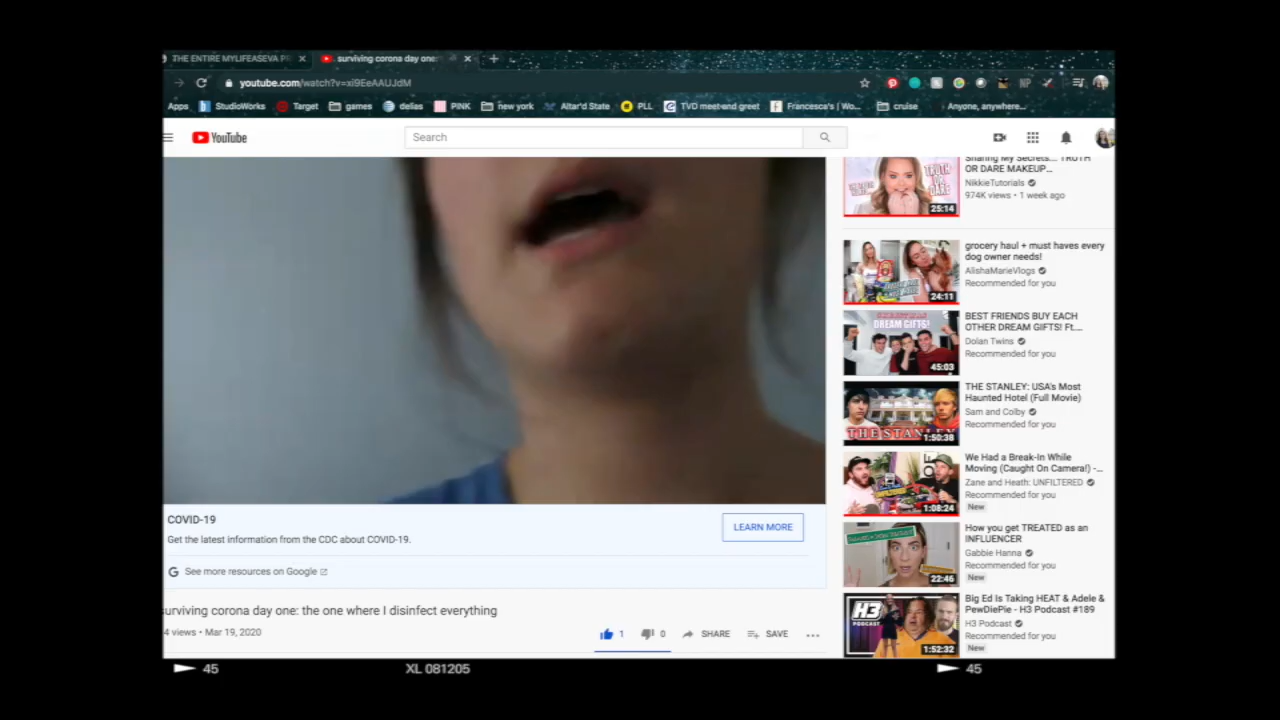 THE ENTIRE MYLIFEASEVA PR
surviving corona day one:
youtube.com/watch?v=xi9EeAAUJdM
NP
Apps StudioWorks Target games delias PINK new york Altar'd State PLL TVD meet and greet Francesca's | Wo... cruise Anyone, anywhere...
YouTube
Search
TRUTH OR DARE
25:14
Sharing My Secrets... TRUTH
OR DARE MAKEUP...
NikkieTutorials
974K views • 1 week ago
24:11
grocery haul + must haves every
dog owner needs!
AlishaMarieVlogs
Recommended for you
DREAM GIFTS!
45:03
BEST FRIENDS BUY EACH
OTHER DREAM GIFTS! Ft....
Dolan Twins
Recommended for you
THE STANLEY
1:50:38
THE STANLEY: USA's Most
Haunted Hotel (Full Movie)
Sam and Colby
Recommended for you
1:08:24
We Had a Break-In While
Moving (Caught On Camera!) -...
Zane and Heath: UNFILTERED
Recommended for you
New
22:46
How you get TREATED as an
INFLUENCER
Gabbie Hanna
Recommended for you
New
H3
PODCAST
1:52:32
Big Ed Is Taking HEAT & Adele &
PewDiePie - H3 Podcast #189
H3 Podcast
Recommended for you
New
COVID-19
Get the latest information from the CDC about COVID-19.
LEARN MORE
See more resources on Google
surviving corona day one: the one where I disinfect everything
4 views • Mar 19, 2020
1 0 SHARE SAVE
45 XL 081205 45